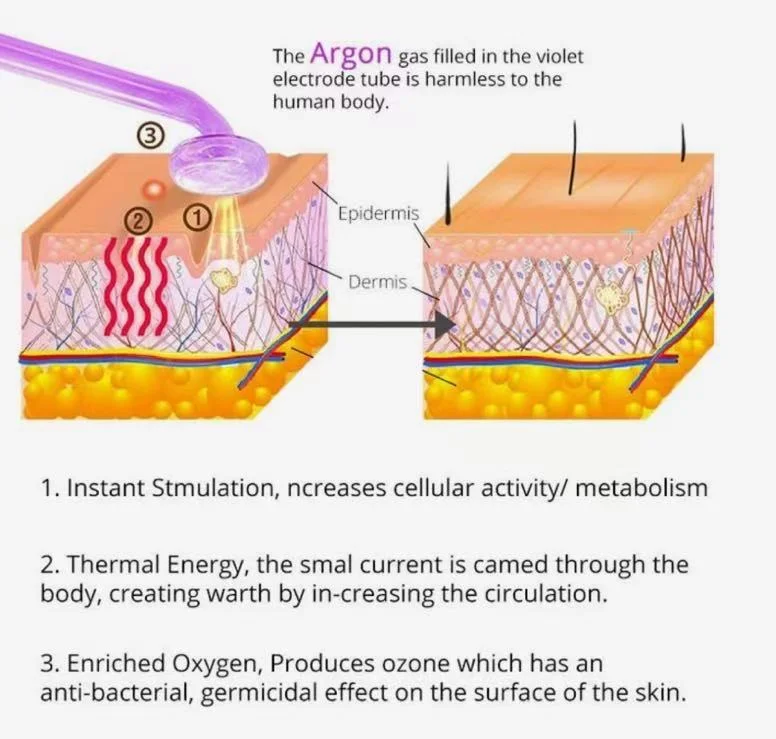 The Argon gas filled in the violet
electrode tube is harmless to the
human body.
3
2
1
Epidermis
Dermis
1. Instant Stmulation, ncreases cellular activity/ metabolism
2. Thermal Energy, the smal current is camed through the
body, creating warth by in-creasing the circulation.
3. Enriched Oxygen, Produces ozone which has an
anti-bacterial, germicidal effect on the surface of the skin.